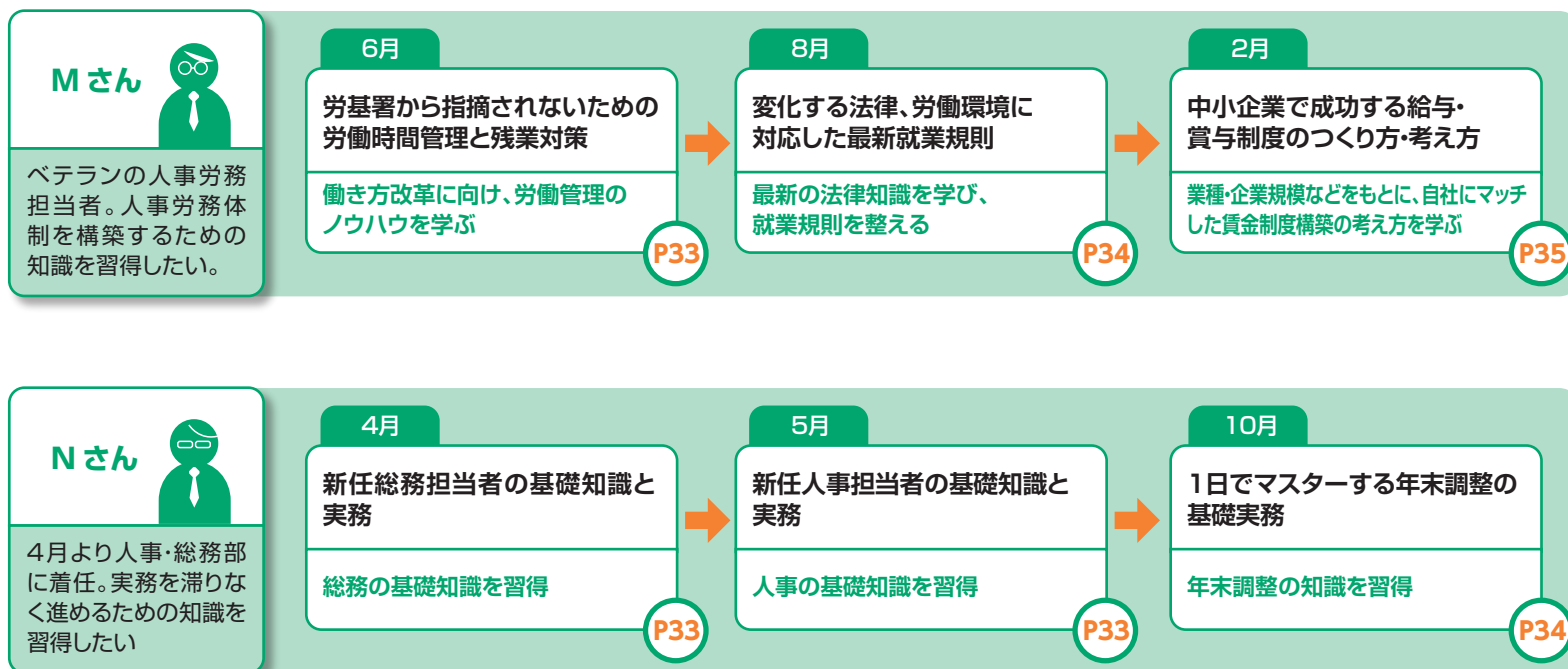 Mさん
ベテランの人事労務
担当者。人事労務体
制を構築するための
知識を習得したい。
6月
労基署から指摘されないための
労働時間管理と残業対策
働き方改革に向け、労働管理の
ノウハウを学ぶ
P33
8月
変化する法律、労働環境に
対応した最新就業規則
最新の法律知識を学び、
就業規則を整える
P34
2月
中小企業で成功する給与・
賞与制度のつくり方・考え方
業種・企業規模などをもとに、自社にマッチ
した賃金制度構築の考え方を学ぶ
P35
Nさん
4月より人事・総務部
に着任。実務を滞りな
く進めるための知識を
習得したい
4月
新任総務担当者の基礎知識と
実務
総務の基礎知識を習得
P33
5月
新任人事担当者の基礎知識と
実務
人事の基礎知識を習得
P33
10月
1日でマスターする年末調整の
基礎実務
年末調整の知識を習得
P34